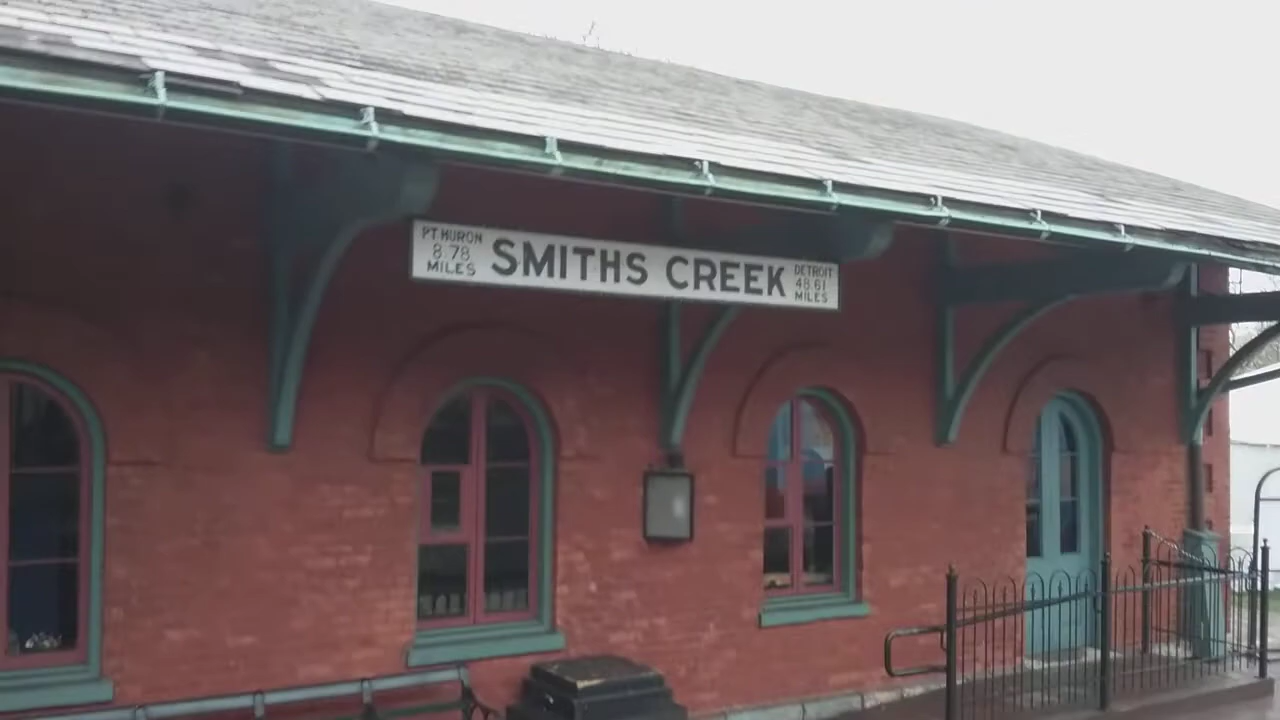 PT HURON
8.78
MILES
SMITHS CREEK
DETROIT
48.61
MILES